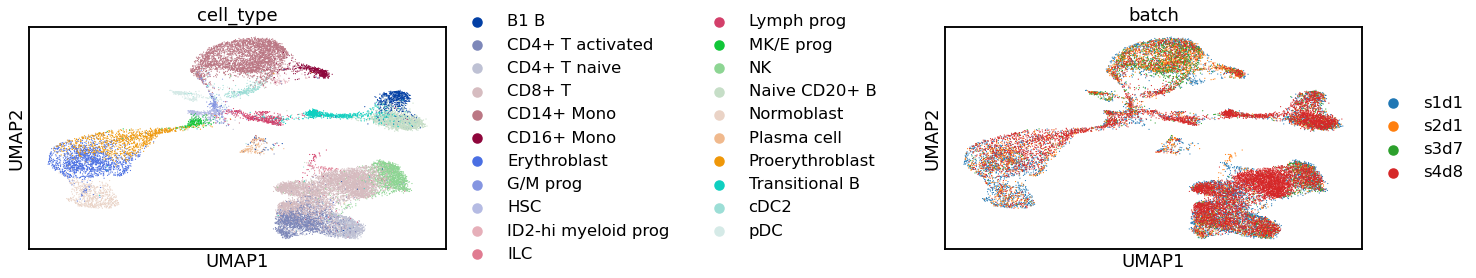 cell_type
UMAP2
UMAP1
B1 B
CD4+ T activated
CD4+ T naive
CD8+ T
CD14+ Mono
CD16+ Mono
Erythroblast
G/M prog
HSC
ID2-hi myeloid prog
ILC
Lymph prog
MK/E prog
NK
Naive CD20+ B
Normoblast
Plasma cell
Proerythroblast
Transitional B
cDC2
pDC
batch
UMAP2
UMAP1
s1d1
s2d1
s3d7
s4d8